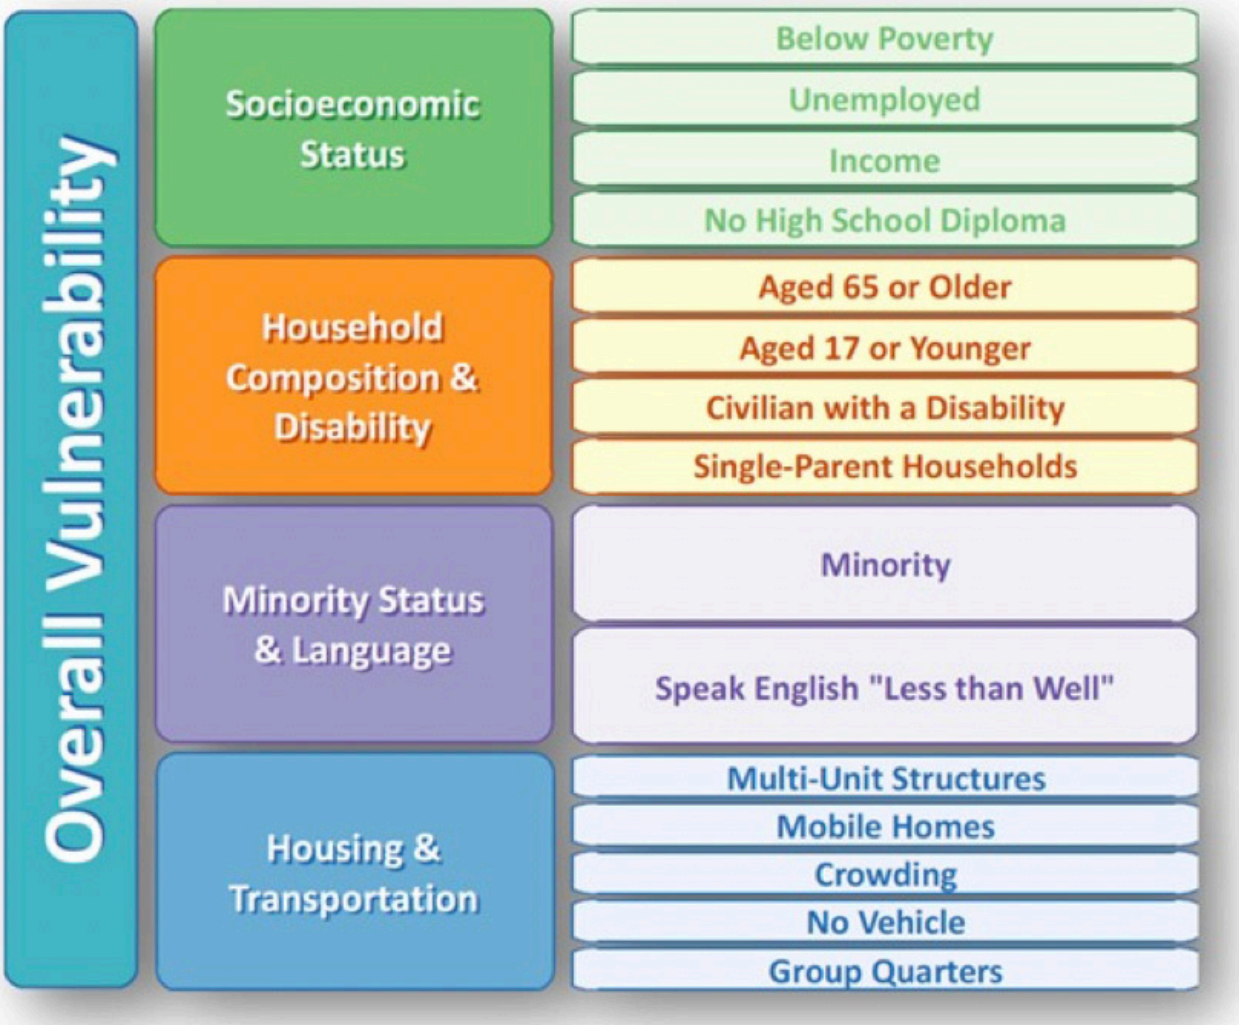 Overall Vulnerability
Socioeconomic
Status
Below Poverty
Unemployed
Income
No High School Diploma
Household
Composition &
Disability
Aged 65 or Older
Aged 17 or Younger
Civilian with a Disability
Single-Parent Households
Minority Status
& Language
Minority
Speak English "Less than Well"
Housing &
Transportation
Multi-Unit Structures
Mobile Homes
Crowding
No Vehicle
Group Quarters